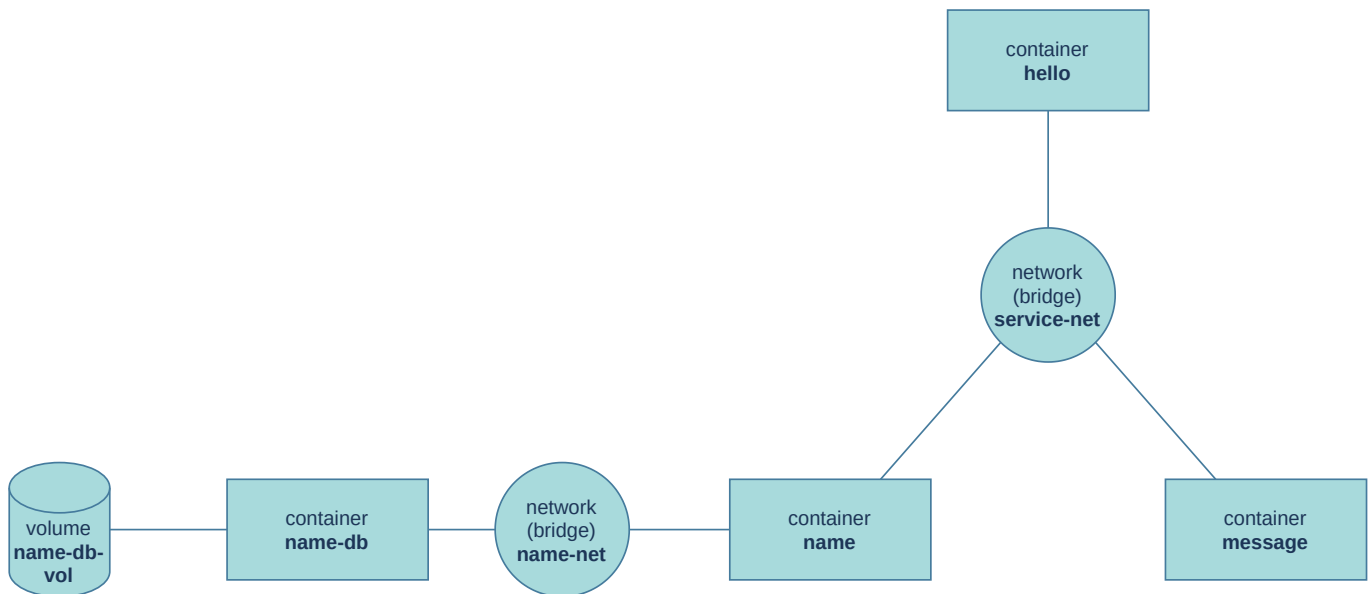 container
hello
network
(bridge)
service-net
volume
name-db-
vol
container
name-db
network
(bridge)
name-net
container
name
container
message